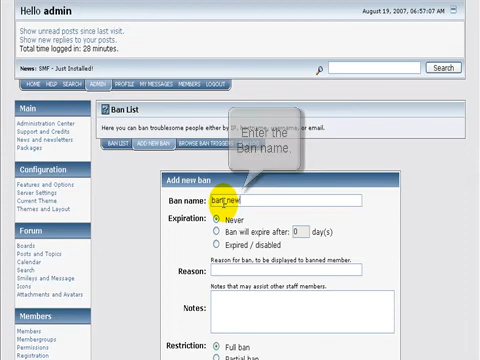 Hello admin
August 19, 2007, 06:57:07 AM
Show unread posts since last visit.
Show new replies to your posts.
Total time logged in: 28 minutes.
News: SMF - Just Installed!
Search
HOME HELP SEARCH ADMIN PROFILE MY MESSAGES MEMBERS LOGOUT
Main
Administration Center
Support and Credits
News and newsletters
Packages
Configuration
Features and Options
Server Settings
Current Theme
Themes and Layout
Forum
Boards
Posts and Topics
Calendar
Search
Smileys and Message
Icons
Attachments and Avatars
Members
Members
Membergroups
Permissions
Registration
Ban List
Here you can ban troublesome people either by IP, hostname, username, or email.
BAN LIST ADD NEW BAN BROWSE BAN TRIGGERS
Enter the
Ban name.
Add new ban
Ban name: ban new
Expiration: Never
Ban will expire after: 0 day(s)
Expired / disabled
Reason for ban, to be displayed to banned member.
Reason:
Notes that may assist other staff members.
Notes:
Restriction: Full ban
Partial ban